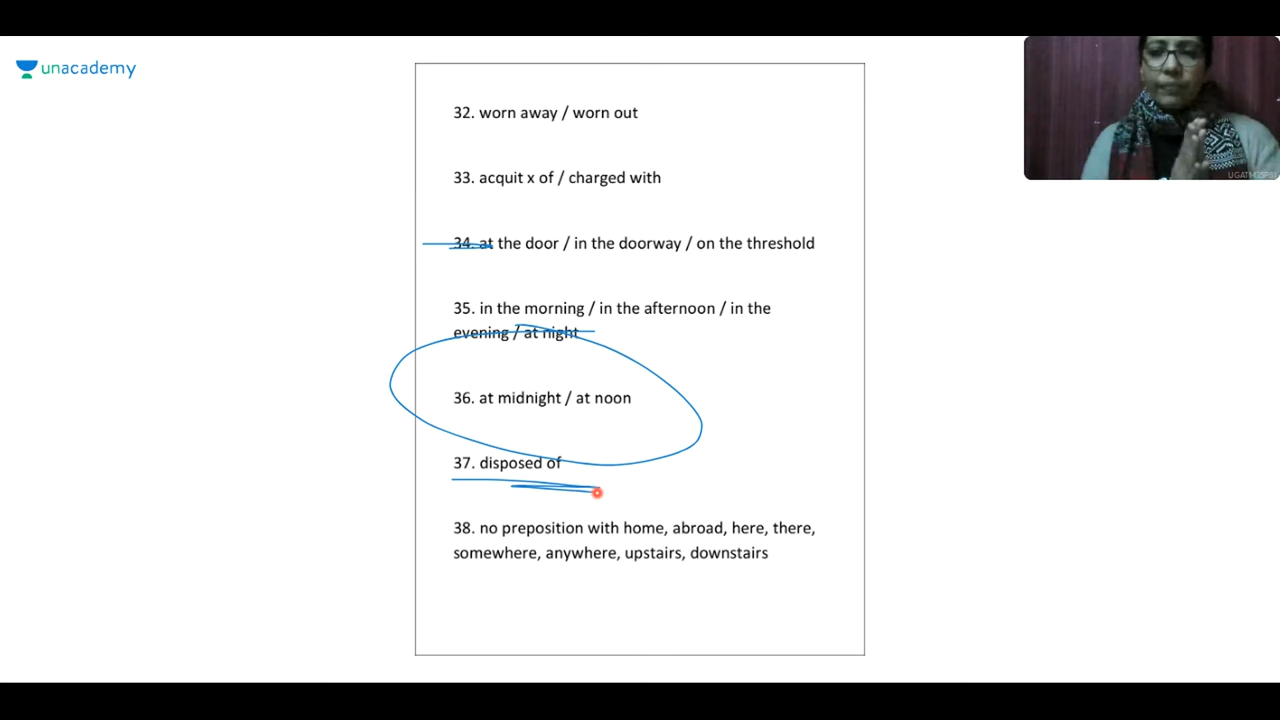 unacademy
32. worn away / worn out
33. acquit x of / charged with
34. at the door / in the doorway / on the threshold
35. in the morning / in the afternoon / in the
evening / at night
36. at midnight / at noon
37. disposed of
38. no preposition with home, abroad, here, there,
somewhere, anywhere, upstairs, downstairs